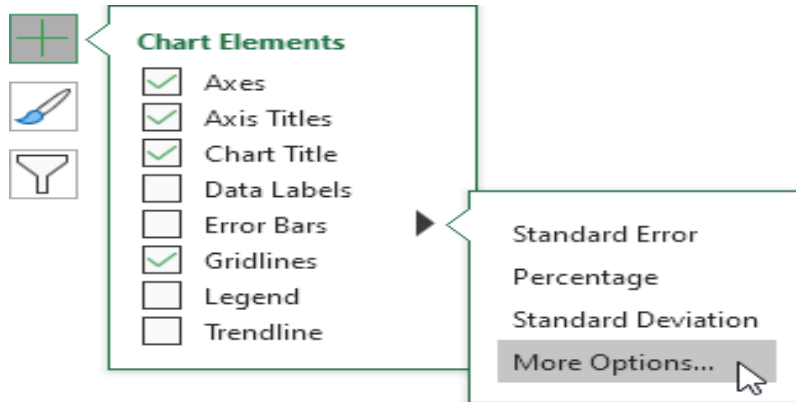 Chart Elements
Axes
Axis Titles
Chart Title
Data Labels
Error Bars
Gridlines
Legend
Trendline
Standard Error
Percentage
Standard Deviation
More Options...